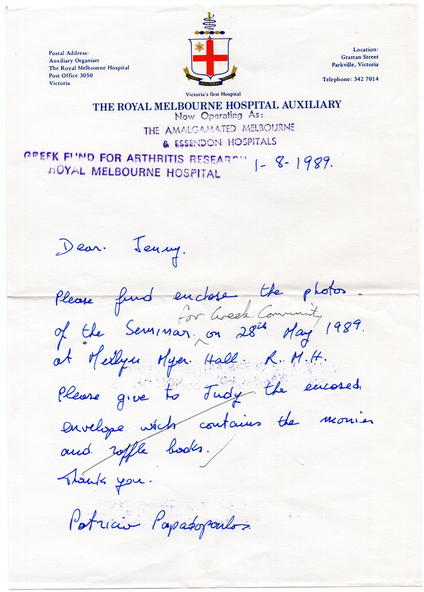 Postal Address:
Auxiliary Organiser
The Royal Melbourne Hospital
Post Office 3050
Victoria
Location:
Grattan Street
Parkville, Victoria
Telephone: 342 7014
Victoria's first Hospital
THE ROYAL MELBOURNE HOSPITAL AUXILIARY
Now Operating As:
THE AMALGAMATED MELBOURNE
& ESSENDON HOSPITALS
GREEK FUND FOR ARTHRITIS RESEARCH
ROYAL MELBOURNE HOSPITAL
1-8-1989.
Dear. Jenny.
Please fund enclose the photos.
for Greek Community
of the Seminar on 28th May 1989.
at Myer Hall. R.M.H.
Please give to Judy the encosed
envelope wich contains the monies
and raffle books.
Thank you.
Patricia Papadopoulos